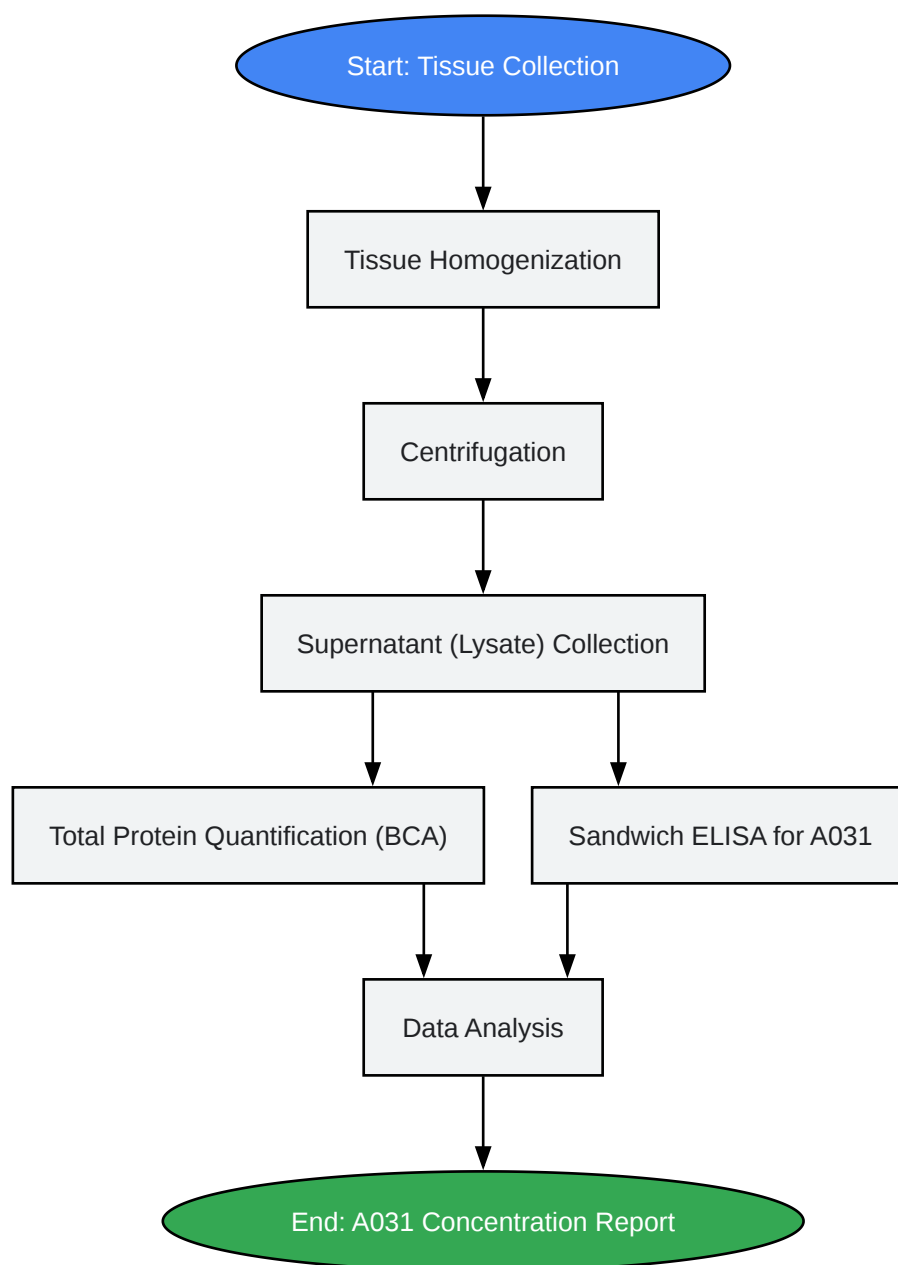 Start: Tissue Collection
Tissue Homogenization
Centrifugation
Supernatant (Lysate) Collection
Total Protein Quantification (BCA)
Sandwich ELISA for A031
Data Analysis
End: A031 Concentration Report